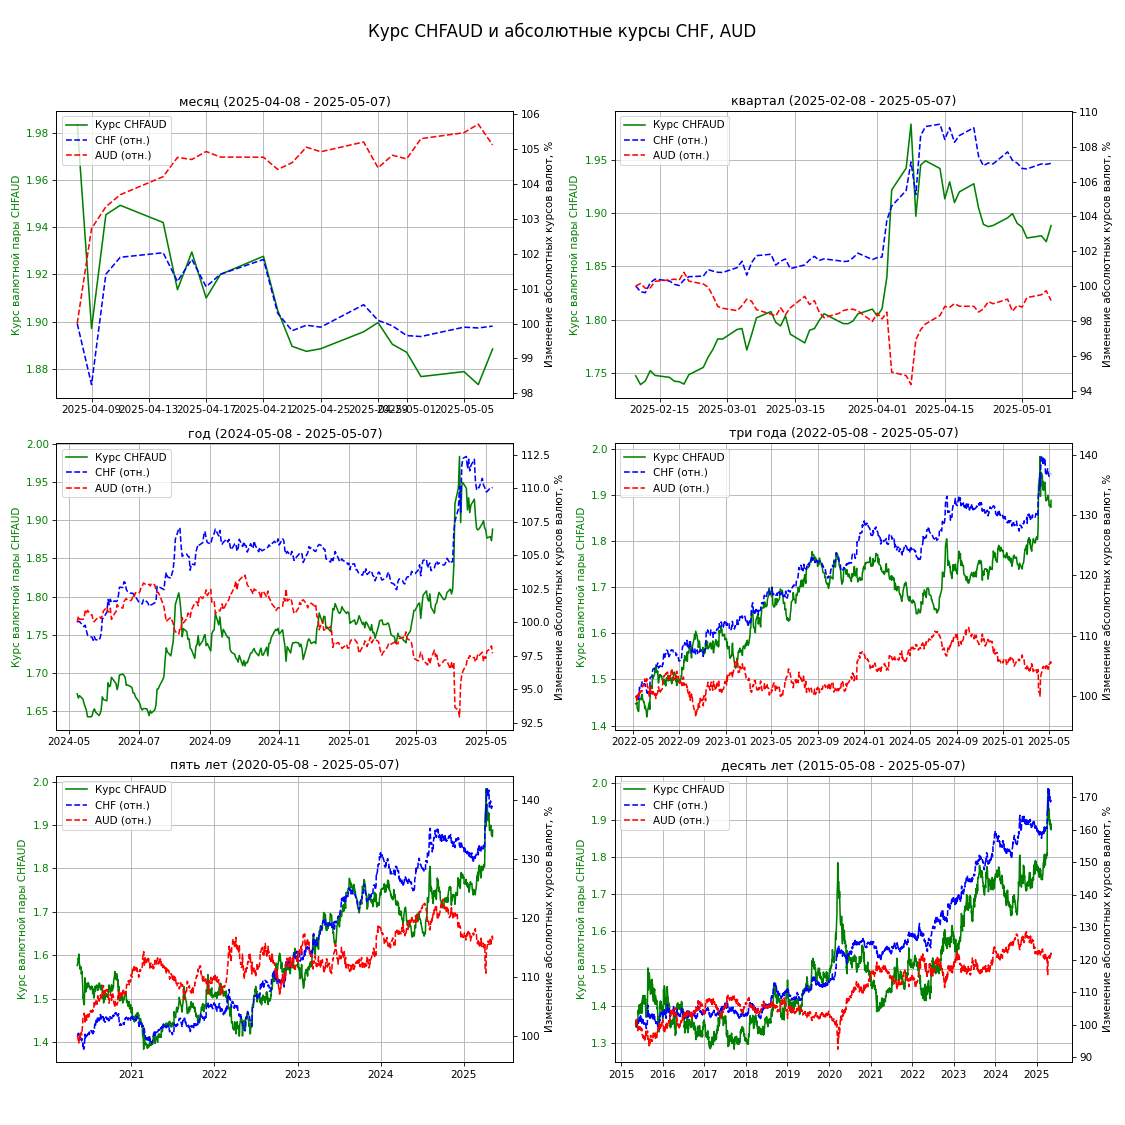 Курс CHFAUD и абсолютные курсы CHF, AUD
месяц (2025-04-08 - 2025-05-07)
Курс валютной пары CHFAUD
1.98
1.96
1.94
1.92
1.90
1.88
Курс CHFAUD
CHF (отн.)
AUD (отн.)
106
105
104
103
102
101
100
99
98
Изменение абсолютных курсов валют, %
2025-04-09 2025-04-13 2025-04-17 2025-04-21 2025-04-25 2025-04-29 2025-05-01 2025-05-05
квартал (2025-02-08 - 2025-05-07)
Курс валютной пары CHFAUD
1.95
1.90
1.85
1.80
1.75
Курс CHFAUD
CHF (отн.)
AUD (отн.)
110
108
106
104
102
100
98
96
94
Изменение абсолютных курсов валют, %
2025-02-15 2025-03-01 2025-03-15 2025-04-01 2025-04-15 2025-05-01
год (2024-05-08 - 2025-05-07)
Курс валютной пары CHFAUD
2.00
1.95
1.90
1.85
1.80
1.75
1.70
1.65
Курс CHFAUD
CHF (отн.)
AUD (отн.)
112.5
110.0
107.5
105.0
102.5
100.0
97.5
95.0
92.5
Изменение абсолютных курсов валют, %
2024-05 2024-07 2024-09 2024-11 2025-01 2025-03 2025-05
три года (2022-05-08 - 2025-05-07)
Курс валютной пары CHFAUD
2.0
1.9
1.8
1.7
1.6
1.5
1.4
Курс CHFAUD
CHF (отн.)
AUD (отн.)
140
130
120
110
100
Изменение абсолютных курсов валют, %
2022-05 2022-09 2023-01 2023-05 2023-09 2024-01 2024-05 2024-09 2025-01 2025-05
пять лет (2020-05-08 - 2025-05-07)
Курс валютной пары CHFAUD
2.0
1.9
1.8
1.7
1.6
1.5
1.4
Курс CHFAUD
CHF (отн.)
AUD (отн.)
140
130
120
110
100
Изменение абсолютных курсов валют, %
2021 2022 2023 2024 2025
десять лет (2015-05-08 - 2025-05-07)
Курс валютной пары CHFAUD
2.0
1.9
1.8
1.7
1.6
1.5
1.4
1.3
Курс CHFAUD
CHF (отн.)
AUD (отн.)
170
160
150
140
130
120
110
100
90
Изменение абсолютных курсов валют, %
2015 2016 2017 2018 2019 2020 2021 2022 2023 2024 2025